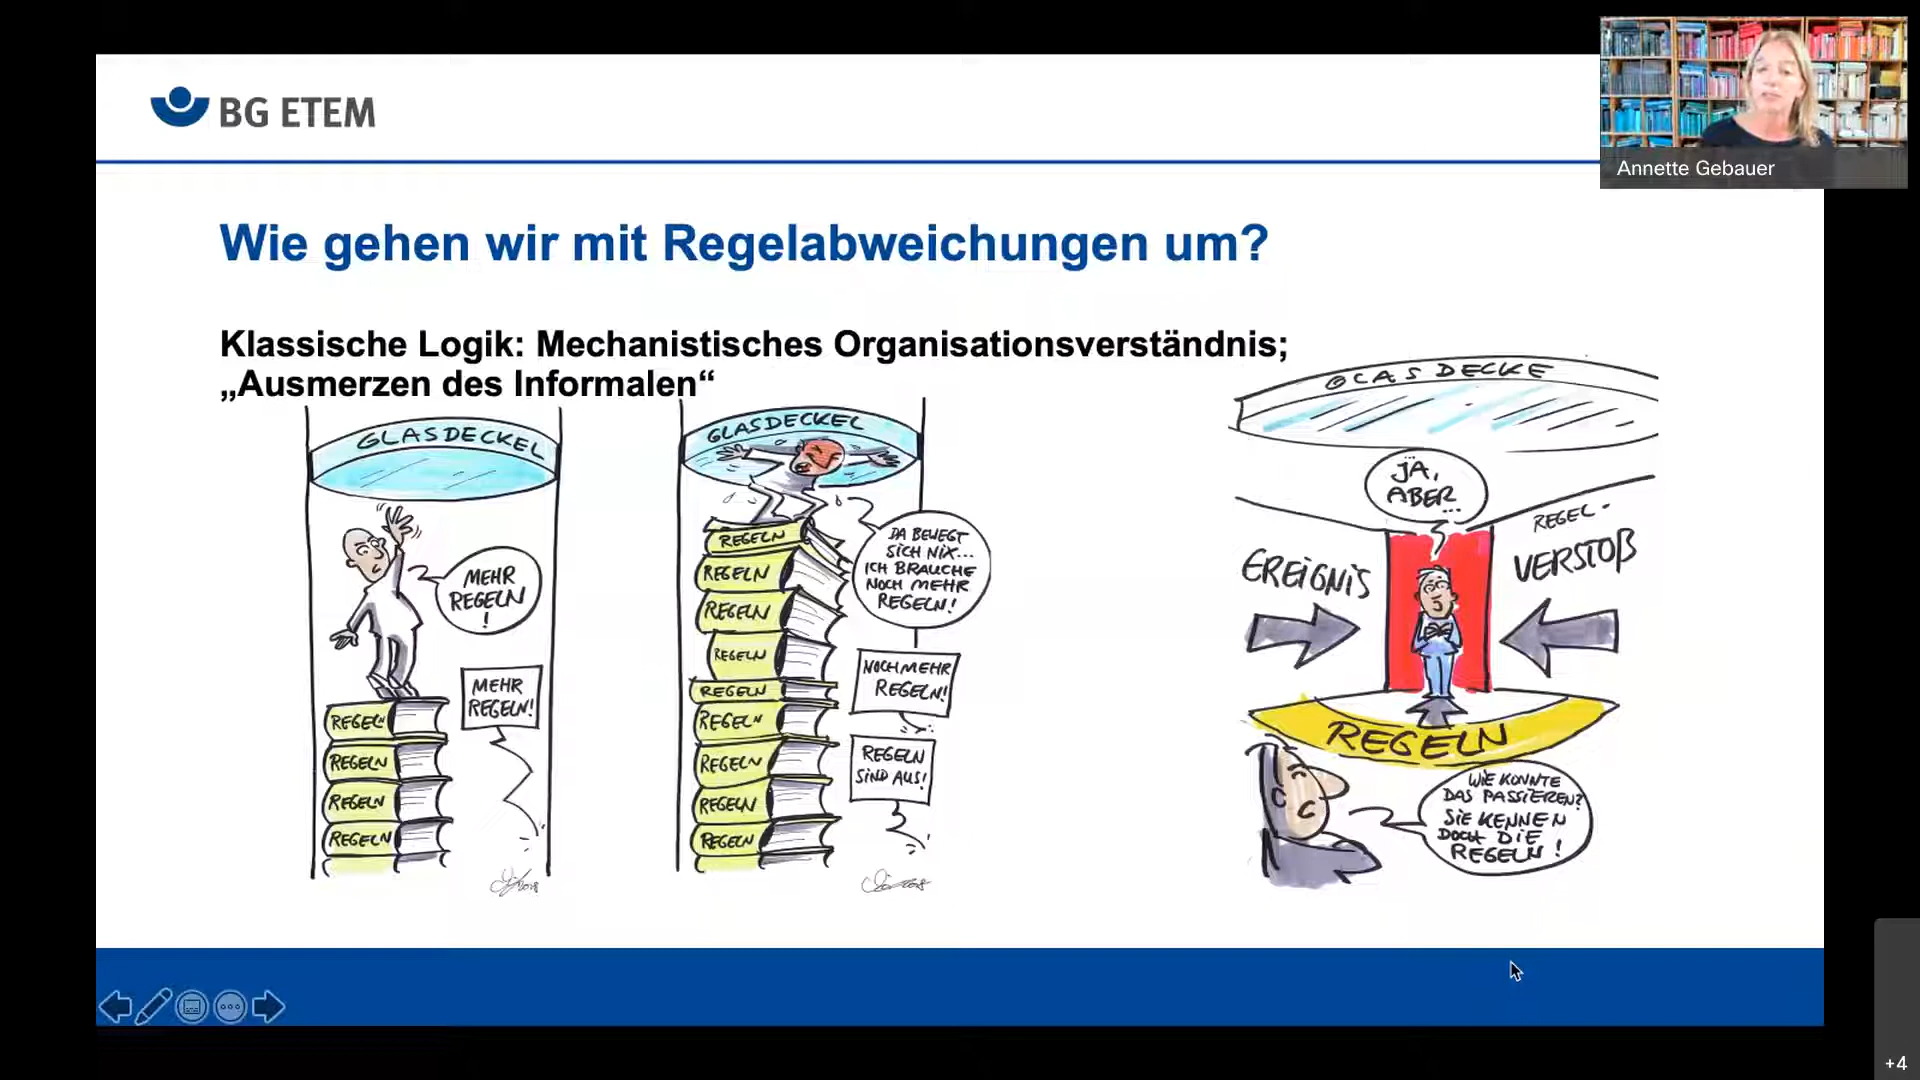 BG ETEM
Annette Gebauer
Wie gehen wir mit Regelabweichungen um?
Klassische Logik: Mechanistisches Organisationsverständnis;
„Ausmerzen des Informalen“
GLASDECKEL
MEHR
REGELN
!
MEHR
REGELN!
REGELN
REGELN
REGELN
REGELN
GLASDECKEL
DA BEWEGT
SICH NIX...
ICH BRAUCHE
NOCH MEHR
REGELN!
NOCH MEHR
REGELN!
REGELN
SIND AUS!
REGELN
REGELN
REGELN
REGELN
REGELN
REGELN
REGELN
REGELN
REGELN
GLASDECKE
JA,
ABER...
EREIGNIS
REGEL-
VERSTOß
REGELN
WIE KONNTE
DAS PASSIEREN?
SIE KENNEN
DOCH DIE
REGELN!
+4